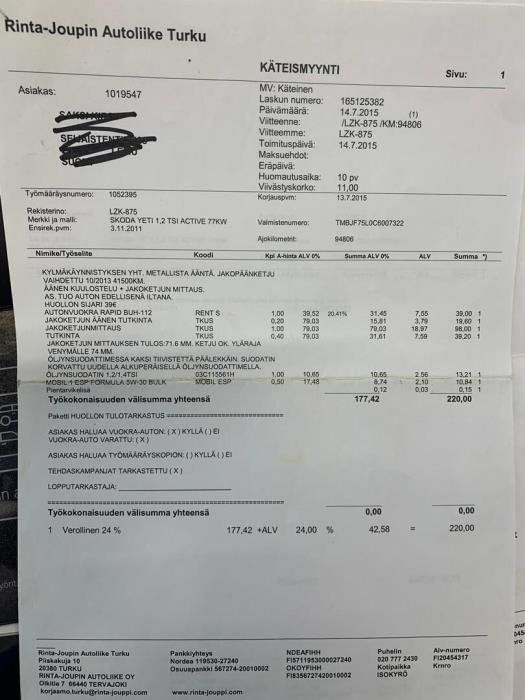 Rinta-Joupin Autoliike Turku
KÄTEISMYYNTI
Sivu: 1
Asiakas: 1019547
MV: Käteinen
Laskun numero: 165125382
Päivämäärä: 14.7.2015 (1)
Viitteenne: /LZK-875 /KM:94806
Viitteemme: LZK-875
Toimituspäivä: 14.7.2015
Maksuehdot:
Eräpäivä:
Huomautusaika: 10 pv
Viivästyskorko: 11,00
Työmääräysnumero: 1052395
Korjauspvm: 13.7.2015
Rekisterino: LZK-875
Merkki ja malli: SKODA YETI 1,2 TSI ACTIVE 77KW
Valmistenumero: TMBJF75L0C6007322
Ensirek.pvm: 3.11.2011
Ajokilometrit: 94806
Nimike/Työselite Koodi Kpl A-hinta ALV 0% Summa ALV 0% ALV Summa *)
KYLMÄKÄYNNISTYKSEN YHT. METALLISTA ÄÄNTÄ. JAKOPÄÄNKETJU
VAIHDETTU 10/2013 41500KM.
ÄÄNEN KUULOSTELU + JAKOKETJUN MITTAUS.
AS. TUO AUTON EDELLISENÄ ILTANA.
HUOLLON SIJARI 39E
AUTONVUOKRA RAPID BUH-112 RENT S 1,00 39,52 20,41% 31,45 7,55 39,00 1
JAKOKETJUN ÄÄNEN TUTKINTA TKUS 0,20 79,03 15,81 3,79 19,60 1
JAKOKETJUNMITTAUS TKUS 1,00 79,03 79,03 18,97 98,00 1
TUTKINTA TKUS 0,40 79,03 31,61 7,59 39,20 1
JAKOKETJUN MITTAUKSEN TULOS:71.6 MM. KETJU OK. YLÄRAJA
VENYMÄLLE 74 MM.
ÖLJYNSUODATTIMESSA KAKSI TIIVISTETTÄ PÄÄLEKKÄIN. SUODATIN
KORVATTU UUDELLA ALKUPERÄISELLÄ ÖLJYNSUODATTIMELLA.
ÖLJYNSUODATIN 1.2/1.4TSI 03C115561H 1,00 10,65 10,65 2,56 13,21 1
MOBIL 1 ESP FORMULA 5W-30 BULK MOBIL ESP 0,50 17,48 8,74 2,10 10,84 1
Pientarvikelisä 0,12 0,03 0,15 1
Työkokonaisuuden välisumma yhteensä 177,42 220,00
Paketti HUOLLON TULOTARKASTUS
ASIAKAS HALUAA VUOKRA-AUTON: ( X ) KYLLÄ ( ) EI
VUOKRA-AUTO VARATTU: ( X )
ASIAKAS HALUAA TYÖMÄÄRÄYSKOPION: ( ) KYLLÄ ( ) EI
TEHDASKAMPANJAT TARKASTETTU ( X )
LOPPUTARKASTAJA:
Työkokonaisuuden välisumma yhteensä 0,00 0,00
1 Verollinen 24 % 177,42 +ALV 24,00 % 42,58 = 220,00
Rinta-Joupin Autoliike Turku Pankkiyhteys NDEAFIHH Puhelin Alv-numero
Piiskakuja 10 Nordea 119530-27240 FI5711953000027240 020 777 2430 FI20454317
20380 TURKU Osuuspankki 567274-20010002 OKOYFIHH Kotipaikka Krnro
RINTA-JOUPIN AUTOLIIKE OY FI8356727420010002 ISOKYRÖ
Olkitie 7 66440 TERVAJOKI
korjaamo.turku@rinta-jouppi.com www.rinta-jouppi.com